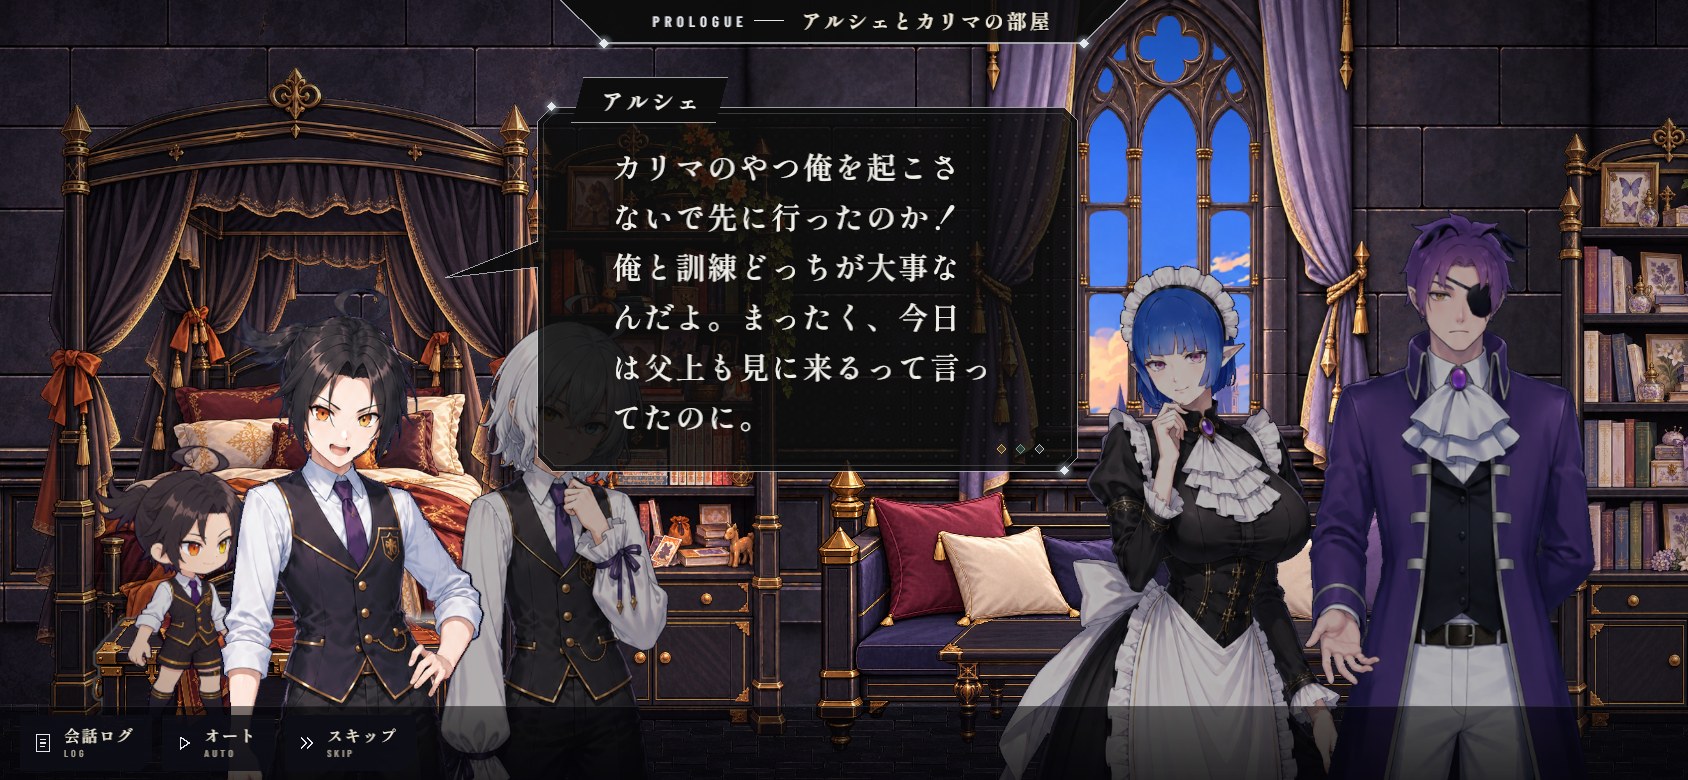 PROLOGUE アルシェとカリマの部屋
アルシェ
カリマのやつ俺を起こさ
ないで先に行ったのか！
俺と訓練どっちが大事な
んだよ。まったく、今日
は父上も見に来るって言っ
てたのに。
会話ログ
LOG
オート
AUTO
スキップ
SKIP